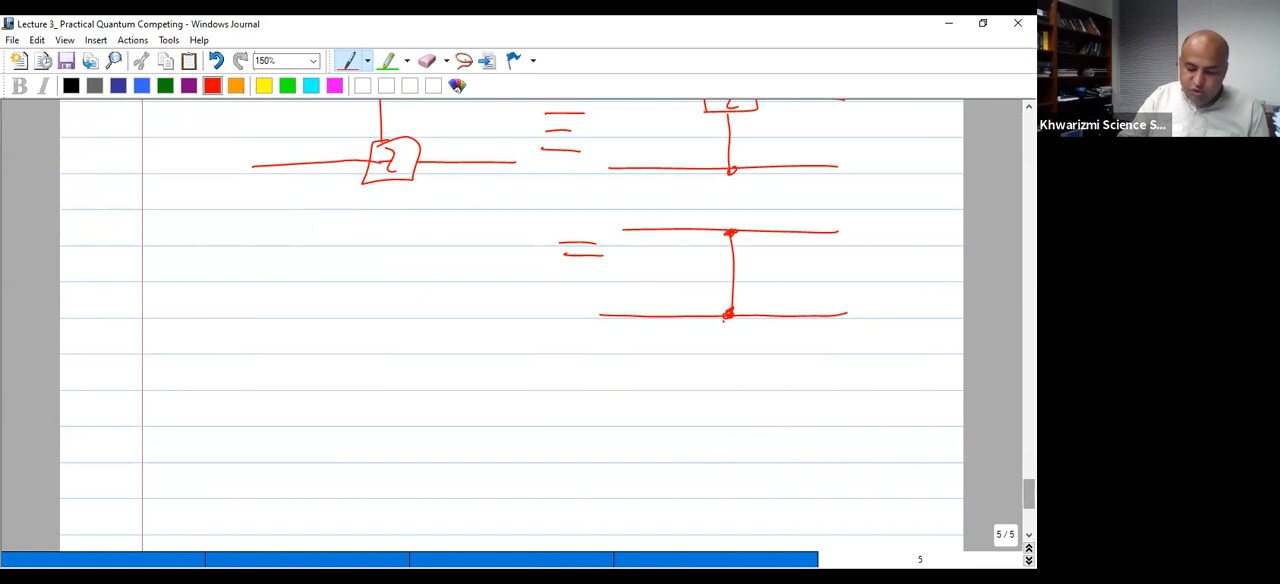 Lecture 3_ Practical Quantum Competing - Windows Journal
File Edit View Insert Actions Tools Help
150%
B I
Khwarizmi Science S...
Z
Z
5 / 5
5